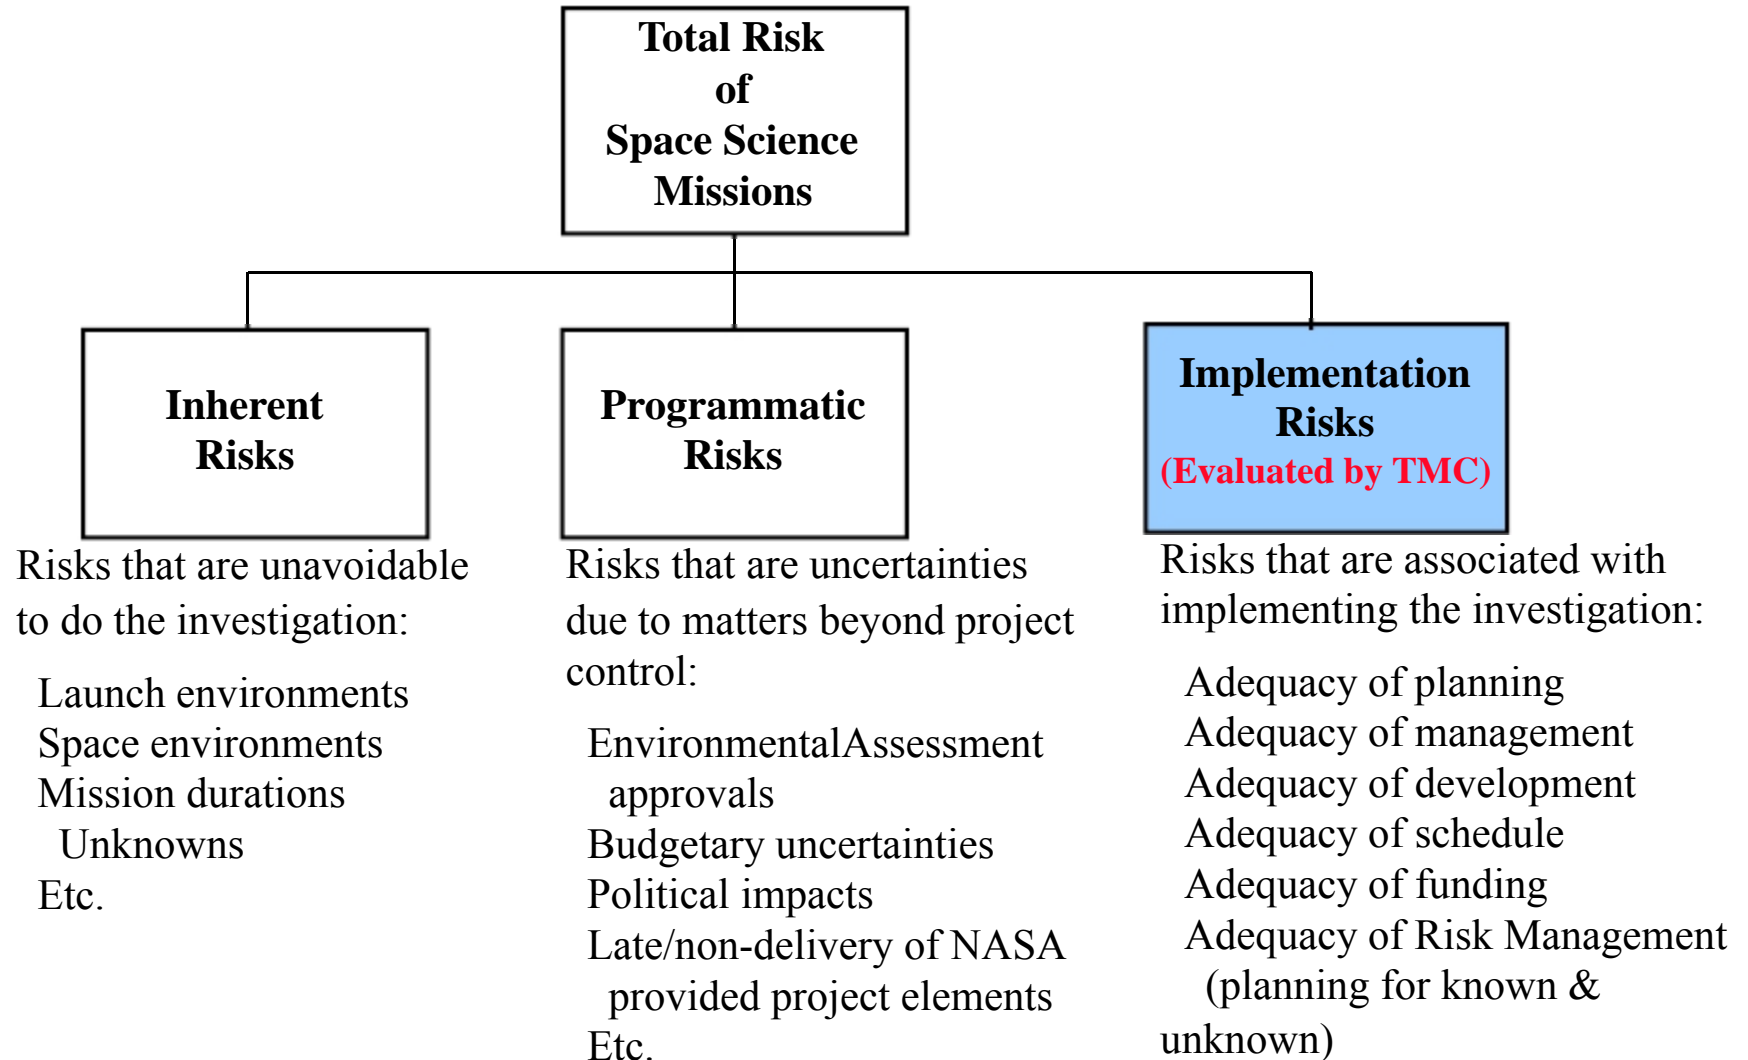 Total Risk
of
Space Science
Missions
Inherent
Risks
Risks that are unavoidable
to do the investigation:
Launch environments
Space environments
Mission durations
Unknowns
Etc.
Programmatic
Risks
Risks that are uncertainties
due to matters beyond project
control:
EnvironmentalAssessment
approvals
Budgetary uncertainties
Political impacts
Late/non-delivery of NASA
provided project elements
Etc.
Implementation
Risks
(Evaluated by TMC)
Risks that are associated with
implementing the investigation:
Adequacy of planning
Adequacy of management
Adequacy of development
Adequacy of schedule
Adequacy of funding
Adequacy of Risk Management
(planning for known &
unknown)